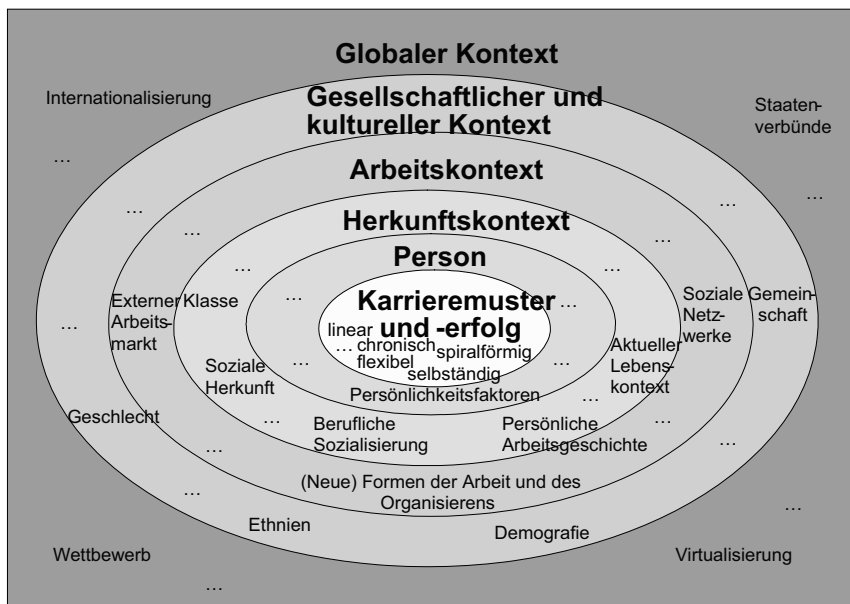 Globaler Kontext
Internationalisierung
Gesellschaftlicher und
kultureller Kontext
Staaten-
verbünde
…
Arbeitskontext
…
…
…
…
Herkunftskontext
…
…
Person
…
…
Externer
Arbeits-
markt
Klasse
…
Karrieremuster
und -erfolg
…
Soziale
Netz-
werke
Gemein-
schaft
…
linear
… chronisch
flexibel
spiralförmig
selbständig
Aktueller
Lebens-
kontext
Soziale
Herkunft
…
…
Persönlichkeitsfaktoren
…
Geschlecht
…
Berufliche
Sozialisierung
Persönliche
Arbeitsgeschichte
…
…
…
(Neue) Formen der Arbeit und des
Organisierens
…
Ethnien
Demografie
…
Wettbewerb
Virtualisierung
…